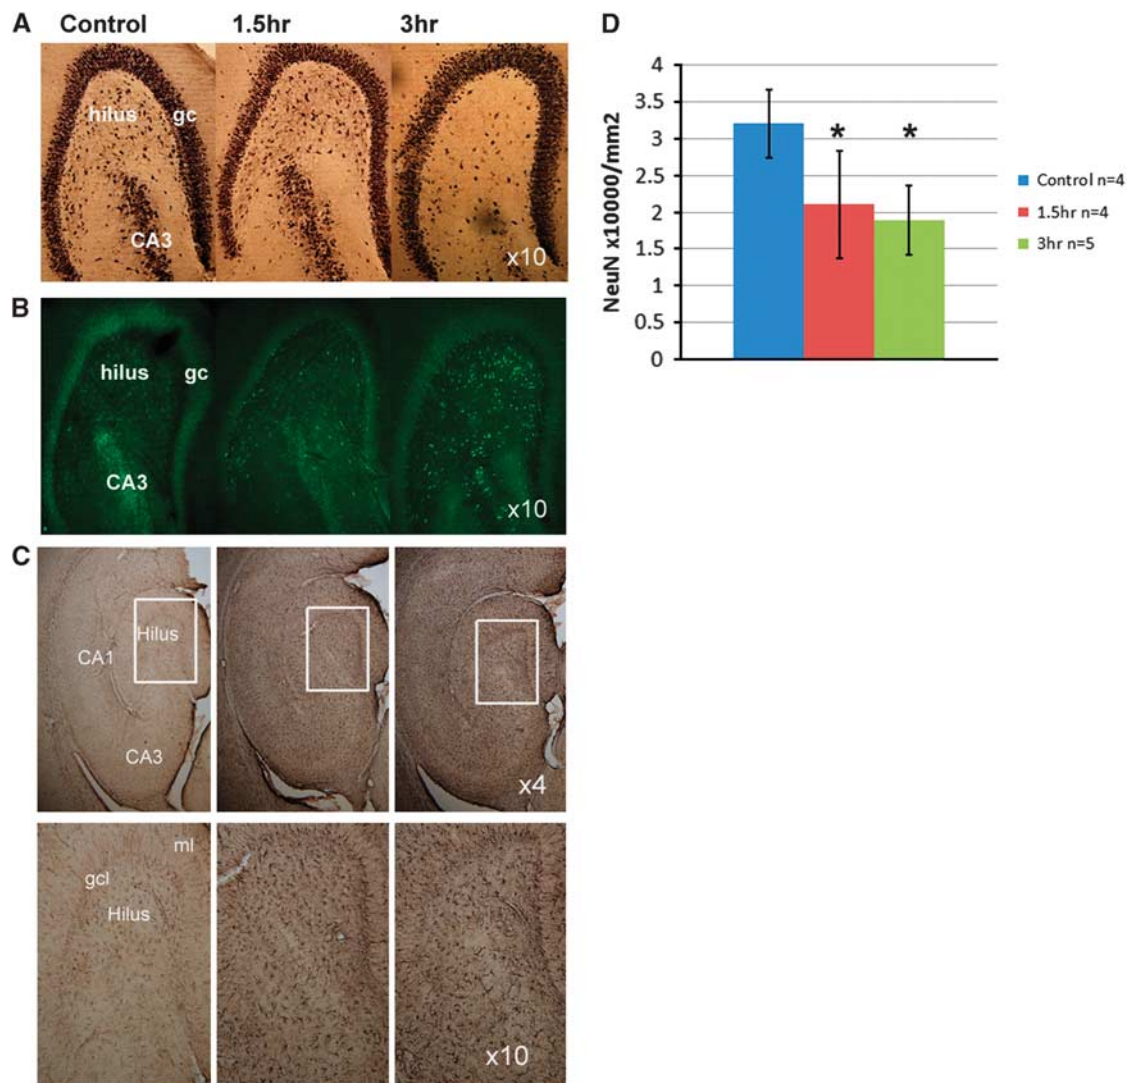 A Control 1.5hr 3hr
hilus gc
CA3
x10
B
hilus gc
CA3
x10
C
Hilus
CA1
CA3
x4
ml
gcl
Hilus
x10
D
4
3.5
3
2.5
2
1.5
1
0.5
0
NeuN x10000/mm2
* *
Control n=4
1.5hr n=4
3hr n=5